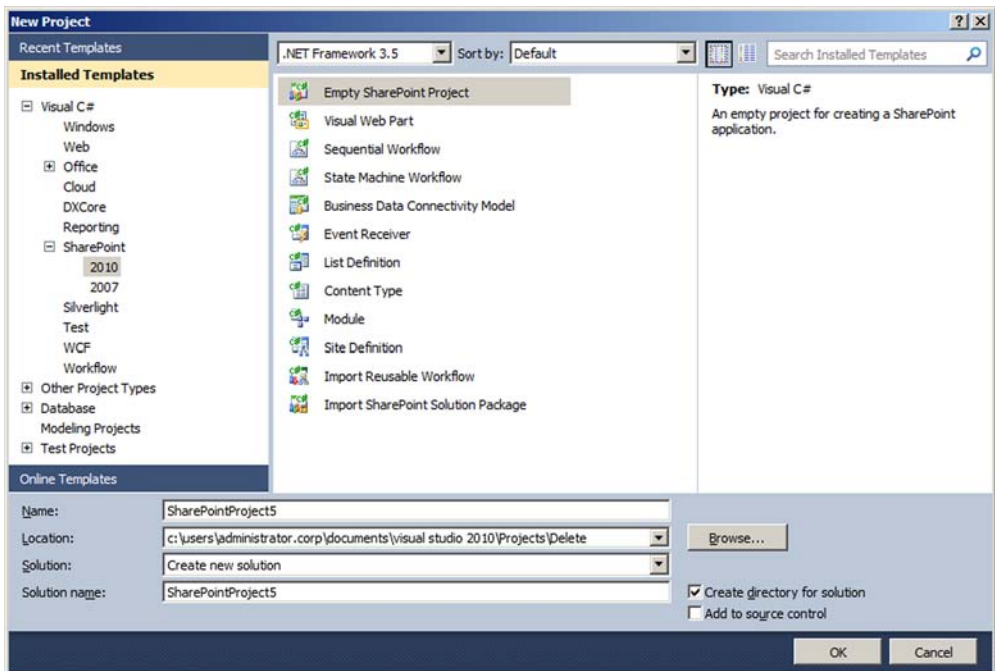 New Project
Recent Templates
Installed Templates
Visual C#
Windows
Web
Office
Cloud
DXCore
Reporting
SharePoint
2010
2007
Silverlight
Test
WCF
Workflow
Other Project Types
Database
Modeling Projects
Test Projects
Online Templates
.NET Framework 3.5 Sort by: Default Search Installed Templates
Empty SharePoint Project
Visual Web Part
Sequential Workflow
State Machine Workflow
Business Data Connectivity Model
Event Receiver
List Definition
Content Type
Module
Site Definition
Import Reusable Workflow
Import SharePoint Solution Package
Type: Visual C#
An empty project for creating a SharePoint
application.
Name: SharePointProject5
Location: c:\users\administrator.corp\documents\visual studio 2010\Projects\Delete Browse...
Solution: Create new solution
Solution name: SharePointProject5 Create directory for solution
Add to source control
OK Cancel